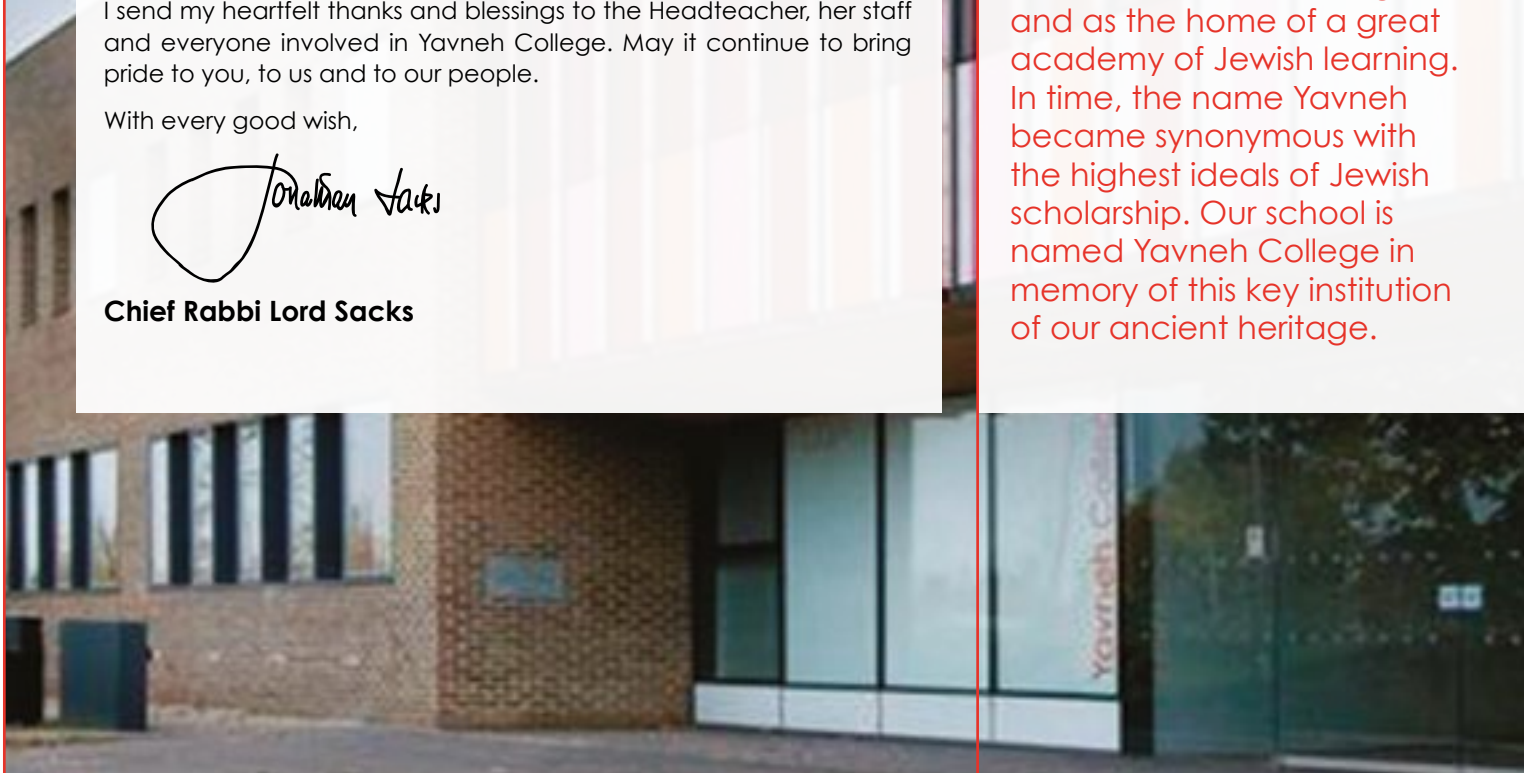 I send my heartfelt thanks and blessings to the Headteacher, her staff
and everyone involved in Yavneh College. May it continue to bring
pride to you, to us and to our people.
With every good wish,
Jonathan Sacks
Chief Rabbi Lord Sacks
and as the home of a great
academy of Jewish learning.
In time, the name Yavneh
became synonymous with
the highest ideals of Jewish
scholarship. Our school is
named Yavneh College in
memory of this key institution
of our ancient heritage.
Yavneh College